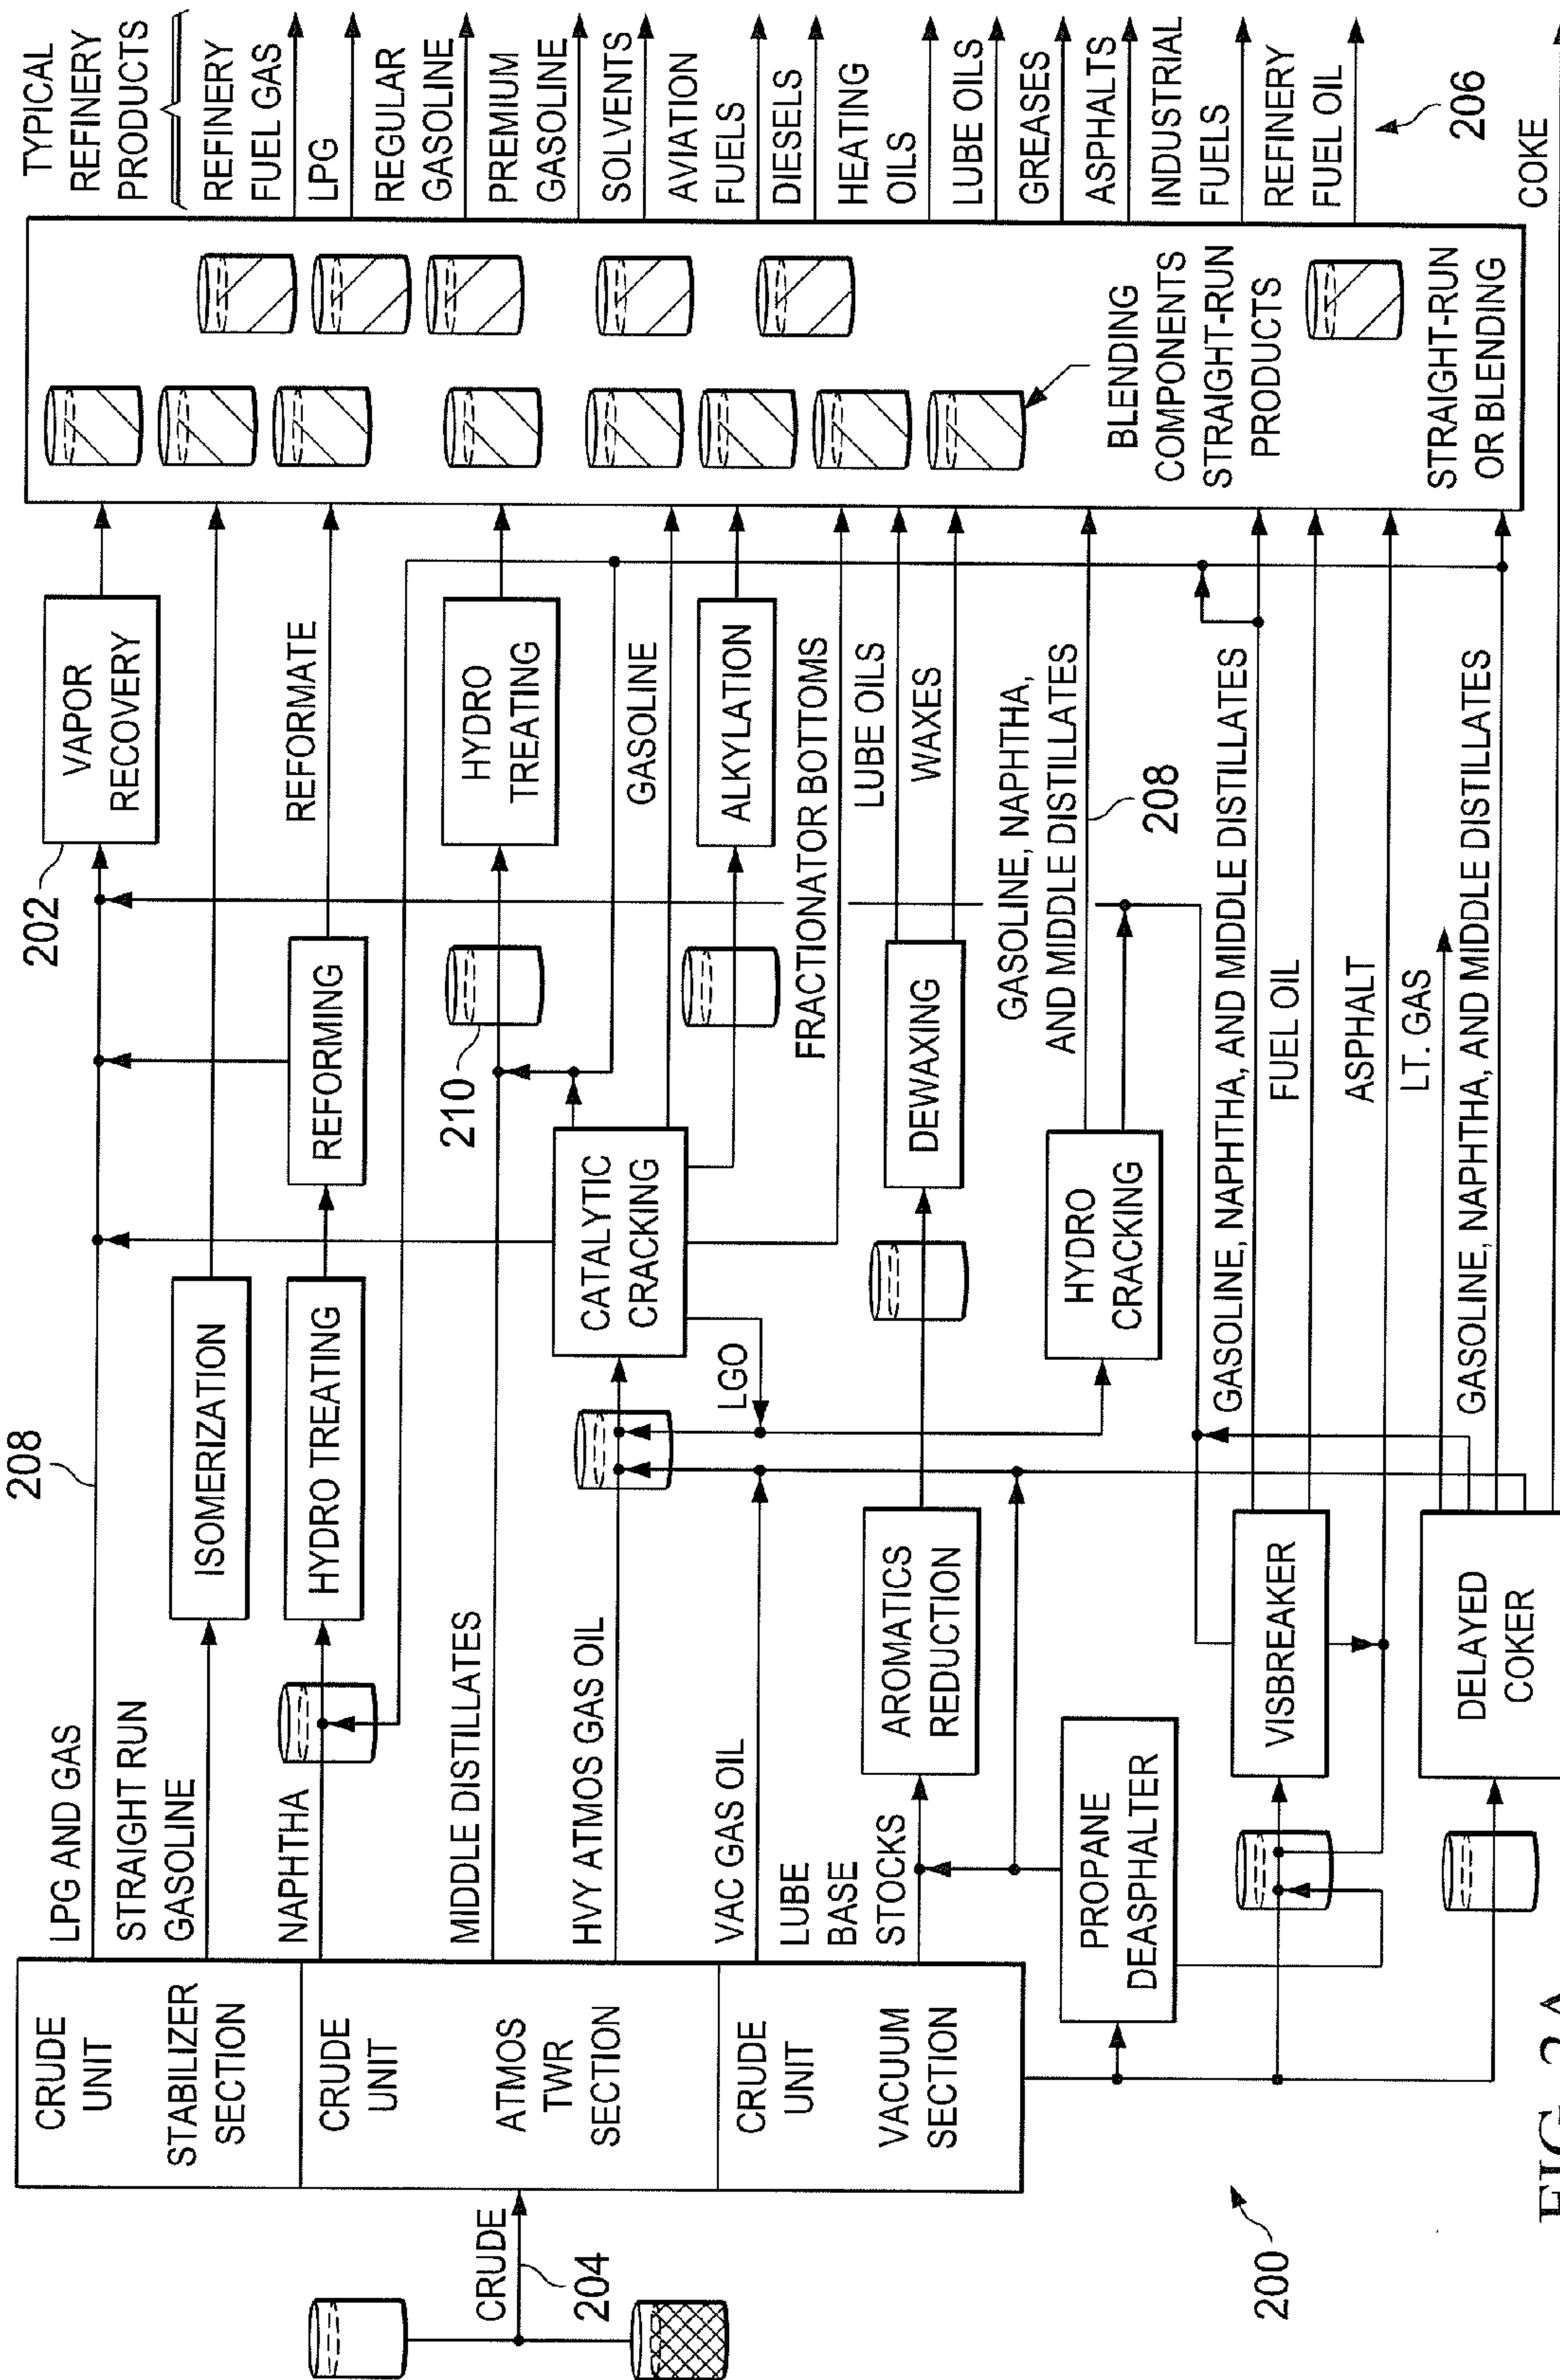 TYPICAL
REFINERY
PRODUCTS
REFINERY
FUEL GAS
LPG
REGULAR
GASOLINE
PREMIUM
GASOLINE
SOLVENTS
AVIATION
FUELS
DIESELS
HEATING
OILS
LUBE OILS
GREASES
ASPHALTS
INDUSTRIAL
FUELS
REFINERY
FUEL OIL
206
COKE
BLENDING
COMPONENTS
STRAIGHT-RUN
PRODUCTS
STRAIGHT-RUN
OR BLENDING
VAPOR
RECOVERY
202
REFORMATE
HYDRO
TREATING
GASOLINE
ALKYLATION
FRACTIONATOR BOTTOMS
LUBE OILS
WAXES
GASOLINE, NAPHTHA,
AND MIDDLE DISTILLATES
208
GASOLINE, NAPHTHA, AND MIDDLE DISTILLATES
FUEL OIL
ASPHALT
LT. GAS
GASOLINE, NAPHTHA, AND MIDDLE DISTILLATES
REFORMING
210
CATALYTIC
CRACKING
LGO
DEWAXING
HYDRO
CRACKING
208
ISOMERIZATION
HYDRO TREATING
AROMATICS
REDUCTION
VISBREAKER
DELAYED
COKER
LPG AND GAS
STRAIGHT RUN
GASOLINE
NAPHTHA
MIDDLE DISTILLATES
HVY ATMOS GAS OIL
VAC GAS OIL
LUBE
BASE
STOCKS
PROPANE
DEASPHALTER
CRUDE
UNIT
STABILIZER
SECTION
CRUDE
UNIT
ATMOS
TWR
SECTION
CRUDE
UNIT
VACUUM
SECTION
CRUDE
204
200